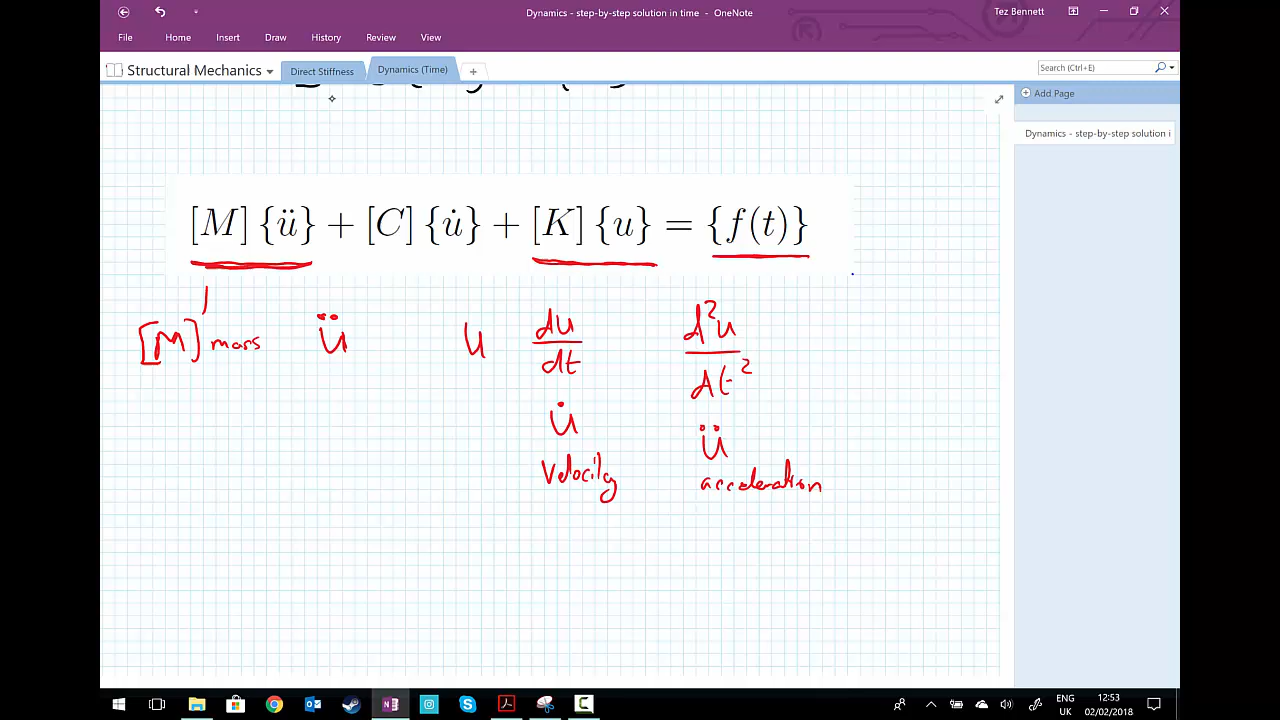 Dynamics - step-by-step solution in time - OneNote
Tez Bennett
File Home Insert Draw History Review View
Structural Mechanics
Direct Stiffness
Dynamics (Time)
Search (Ctrl+E)
Add Page
Dynamics - step-by-step solution i
[M] {ü} + [C] {u̇} + [K] {u} = {f(t)}
[M] mass ü u du/dt d²u/dt²
u̇ ü
velocity acceleration
ENG
UK
12:53
02/02/2018